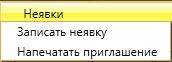 Неявки
Записать неявку
Напечатать приглашение